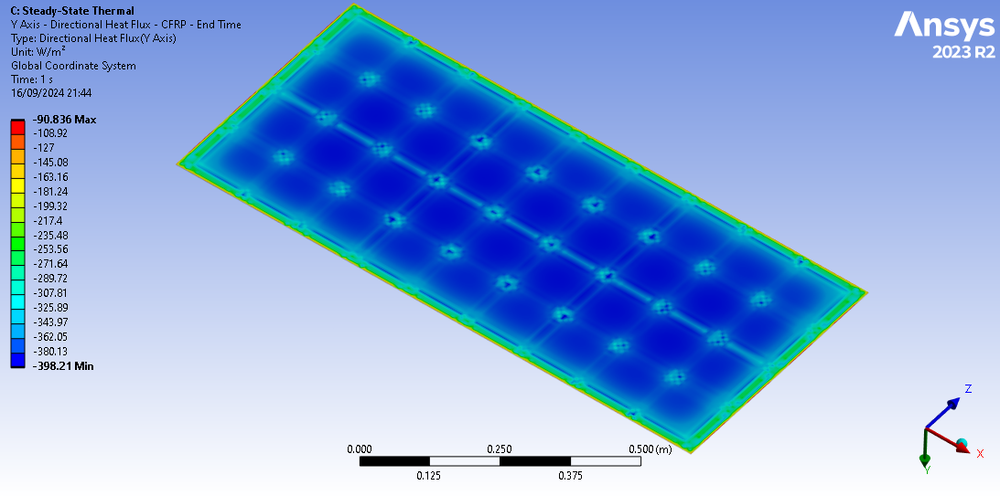 C: Steady-State Thermal
Y Axis - Directional Heat Flux - CFRP - End Time
Type: Directional Heat Flux(Y Axis)
Unit: W/m²
Global Coordinate System
Time: 1 s
16/09/2024 21:44
Ansys
2023 R2
-90.836 Max
-108.92
-127
-145.08
-163.16
-181.24
-199.32
-217.4
-235.48
-253.56
-271.64
-289.72
-307.81
-325.89
-343.97
-362.05
-380.13
-398.21 Min
0.000 0.250 0.500 (m)
0.125 0.375
Z
X
Y